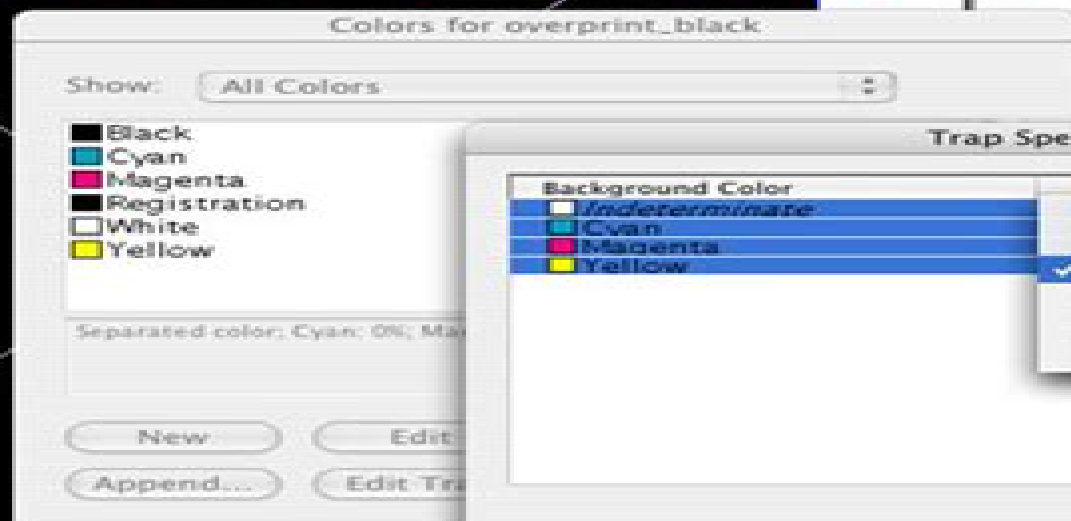 Colors for overprint_black
Show: All Colors
Black
Cyan
Magenta
Registration
White
Yellow
Separated color; Cyan: 0%;
New Edit
Append... Edit
Trap
Background Color
Indeterminate
Cyan
Magenta
Yellow